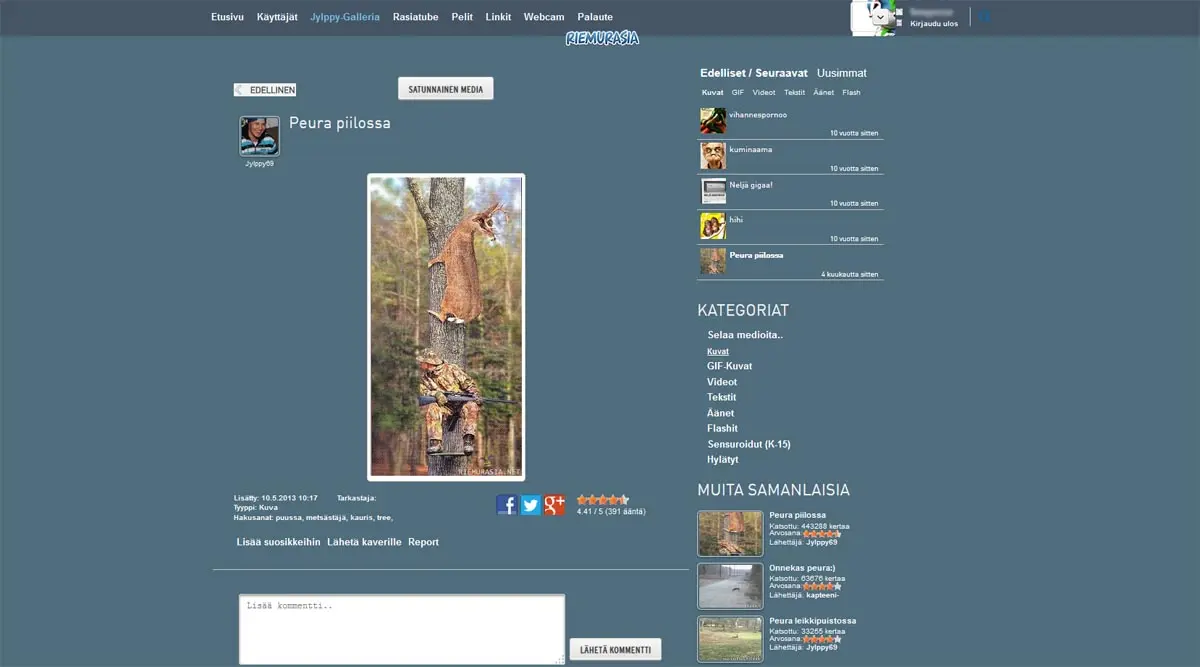 Etusivu Käyttäjät Jylppy-Galleria Rasiatube Pelit Linkit Webcam Palaute
Kirjaudu ulos
RIEMURASIA
EDELLINEN
SATUNNAINEN MEDIA
Peura piilossa
Jylppy69
RIEMURASIA.NET
Lisätty: 10.5.2013 10:17 Tarkastaja:
Tyyppi: Kuva
Hakusanat: puussa, metsästäjä, kauris, tree,
4.41 / 5 (391 ääntä)
Lisää suosikkeihin Lähetä kaverille Report
Lisää kommentti..
LÄHETÄ KOMMENTTI
Edelliset / Seuraavat Uusimmat
Kuvat GIF Videot Tekstit Äänet Flash
vihannespornoo
10 vuotta sitten
kuminaama
10 vuotta sitten
Neljä gigaa!
10 vuotta sitten
hihi
10 vuotta sitten
Peura piilossa
4 kuukautta sitten
KATEGORIAT
Selaa medioita..
Kuvat
GIF-Kuvat
Videot
Tekstit
Äänet
Flashit
Sensuroidut (K-15)
Hylätyt
MUITA SAMANLAISIA
Peura piilossa
Katsottu: 443288 kertaa
Arvosana:
Lähettäjä: Jylppy69
Onnekas peura:)
Katsottu: 63676 kertaa
Arvosana:
Lähettäjä: kapteeni-
Peura leikkipuistossa
Katsottu: 33265 kertaa
Arvosana:
Lähettäjä: Jylppy69